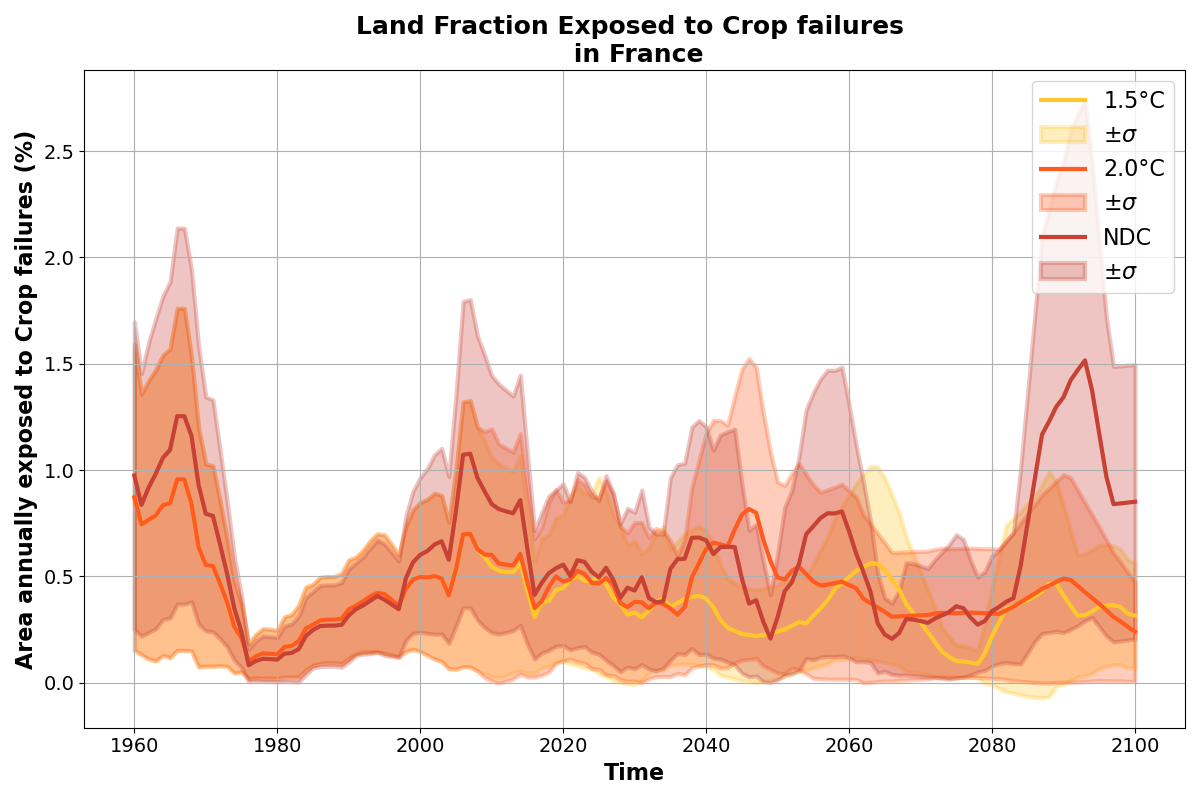 Land Fraction Exposed to Crop failures
in France
Area annually exposed to Crop failures (%)
2.5
2.0
1.5
1.0
0.5
0.0
1960 1980 2000 2020 2040 2060 2080 2100
Time
1.5°C
±σ
2.0°C
±σ
NDC
±σ